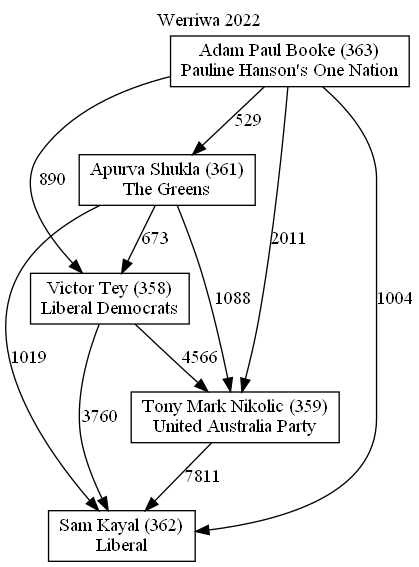 Werriwa 2022
Adam Paul Booke (363)
Pauline Hanson's One Nation
529
Apurva Shukla (361)
The Greens
890
673
2011
Victor Tey (358)
Liberal Democrats
1088
1004
1019
4566
Tony Mark Nikolic (359)
United Australia Party
3760
7811
Sam Kayal (362)
Liberal